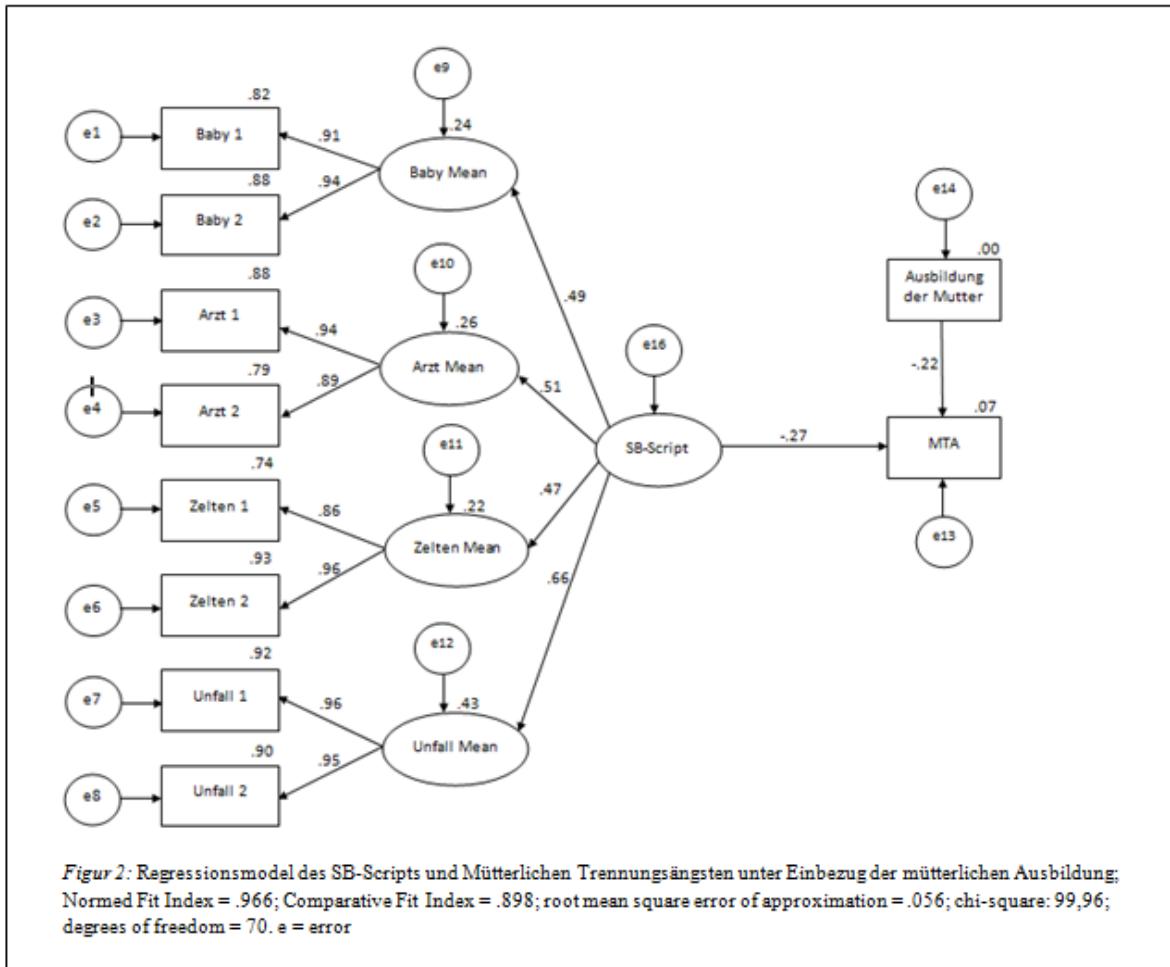 e9
.82
.24
e1
Baby 1
.91
Baby Mean
.88
.94
e2
Baby 2
e14
e10
.00
.88
.49
Ausbildung
der Mutter
e3
Arzt 1
.26
.94
Arzt Mean
e16
.79
.89
.51
-.22
e4
Arzt 2
.07
e11
SB-Script
-.27
MTA
.74
.47
e5
Zelten 1
.86
.22
e13
Zelten Mean
.93
.96
.66
e6
Zelten 2
e12
.92
e7
Unfall 1
.96
.43
Unfall Mean
.90
.95
e8
Unfall 2
Figur 2: Regressionsmodel des SB-Scripts und Mütterlichen Trennungsängsten unter Einbezug der mütterlichen Ausbildung;
Normed Fit Index = .966; Comparative Fit Index = .898; root mean square error of approximation = .056; chi-square: 99,96;
degrees of freedom = 70. e = error